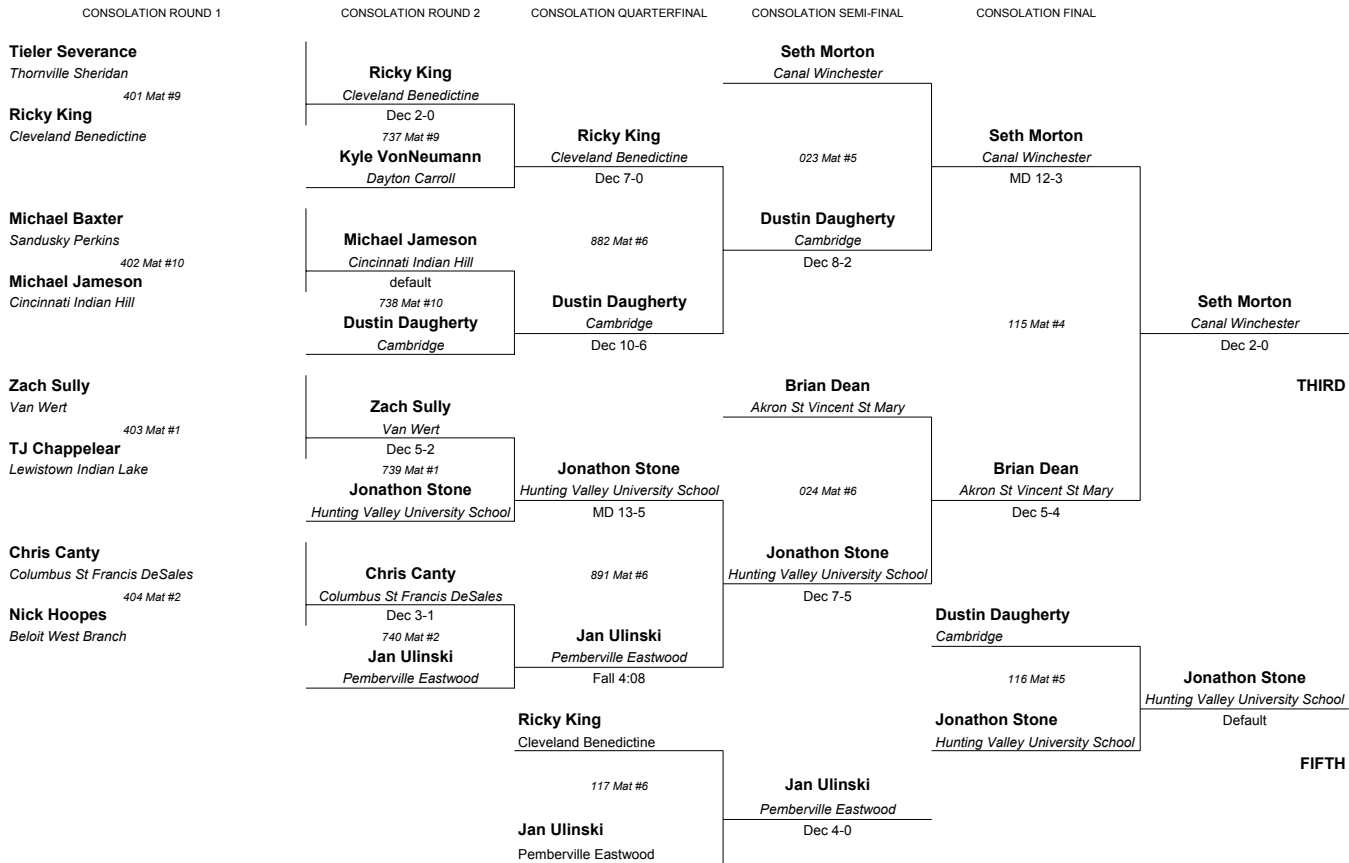 CONSOLATION ROUND 1
CONSOLATION ROUND 2
CONSOLATION QUARTERFINAL
CONSOLATION SEMI-FINAL
CONSOLATION FINAL
Tieler Severance
Thornville Sheridan
401 Mat #9
Ricky King
Cleveland Benedictine
Michael Baxter
Sandusky Perkins
402 Mat #10
Michael Jameson
Cincinnati Indian Hill
Zach Sully
Van Wert
403 Mat #1
TJ Chappelear
Lewistown Indian Lake
Chris Canty
Columbus St Francis DeSales
404 Mat #2
Nick Hoopes
Beloit West Branch
Ricky King
Cleveland Benedictine
Dec 2-0
737 Mat #9
Kyle VonNeumann
Dayton Carroll
Michael Jameson
Cincinnati Indian Hill
default
738 Mat #10
Dustin Daugherty
Cambridge
Zach Sully
Van Wert
Dec 5-2
739 Mat #1
Jonathon Stone
Hunting Valley University School
Chris Canty
Columbus St Francis DeSales
Dec 3-1
740 Mat #2
Jan Ulinski
Pemberville Eastwood
Ricky King
Cleveland Benedictine
Dec 7-0
882 Mat #6
Dustin Daugherty
Cambridge
Dec 10-6
Jonathon Stone
Hunting Valley University School
MD 13-5
891 Mat #6
Jan Ulinski
Pemberville Eastwood
Fall 4:08
Ricky King
Cleveland Benedictine
117 Mat #6
Jan Ulinski
Pemberville Eastwood
Seth Morton
Canal Winchester
023 Mat #5
Dustin Daugherty
Cambridge
Dec 8-2
Brian Dean
Akron St Vincent St Mary
024 Mat #6
Jonathon Stone
Hunting Valley University School
Dec 7-5
Jan Ulinski
Pemberville Eastwood
Dec 4-0
Seth Morton
Canal Winchester
MD 12-3
115 Mat #4
Brian Dean
Akron St Vincent St Mary
Dec 5-4
Dustin Daugherty
Cambridge
116 Mat #5
Jonathon Stone
Hunting Valley University School
Seth Morton
Canal Winchester
Dec 2-0
THIRD
Jonathon Stone
Hunting Valley University School
Default
FIFTH